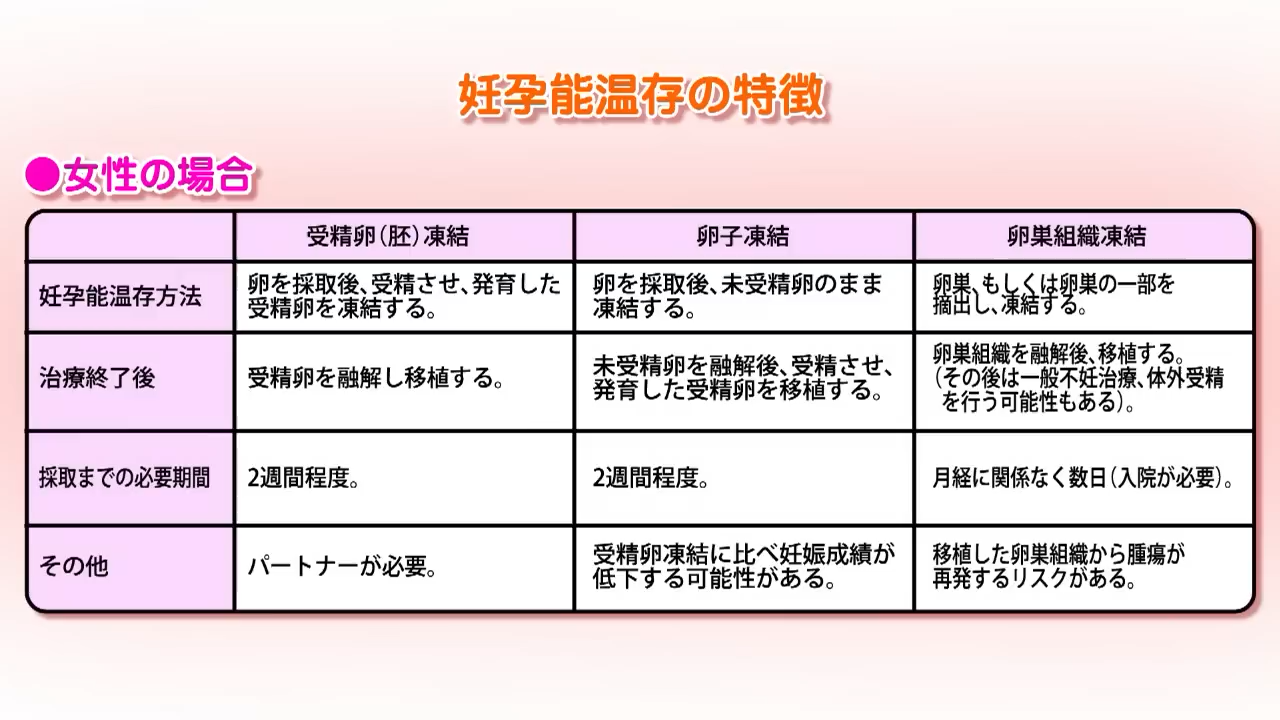 妊孕能温存の特徴
●女性の場合
受精卵（胚）凍結
卵子凍結
卵巣組織凍結
妊孕能温存方法
卵を採取後、受精させ、発育した
受精卵を凍結する。
卵を採取後、未受精卵のまま
凍結する。
卵巣、もしくは卵巣の一部を
摘出し、凍結する。
治療終了後
受精卵を融解し移植する。
未受精卵を融解後、受精させ、
発育した受精卵を移植する。
卵巣組織を融解後、移植する。
（その後は一般不妊治療、体外受精
を行う可能性もある）。
採取までの必要期間
2週間程度。
2週間程度。
月経に関係なく数日（入院が必要）。
その他
パートナーが必要。
受精卵凍結に比べ妊娠成績が
低下する可能性がある。
移植した卵巣組織から腫瘍が
再発するリスクがある。